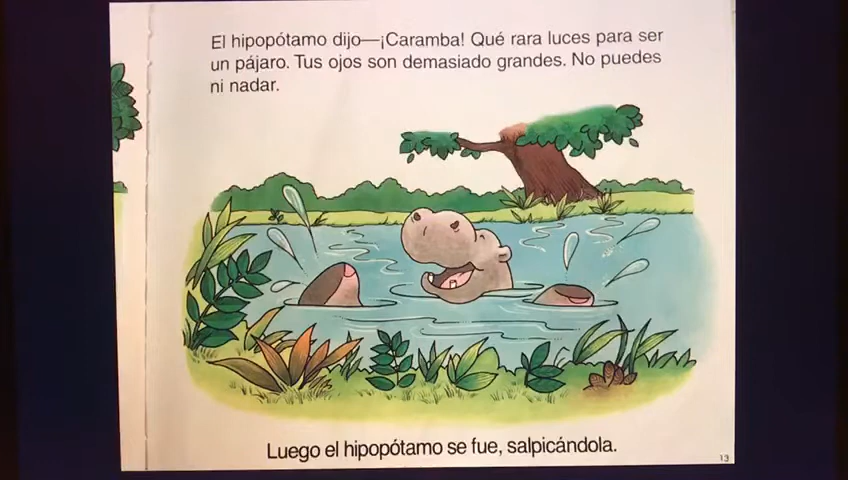 El hipopótamo dijo—¡Caramba! Qué rara luces para ser
un pájaro. Tus ojos son demasiado grandes. No puedes
ni nadar.
Luego el hipopótamo se fue, salpicándola.
13